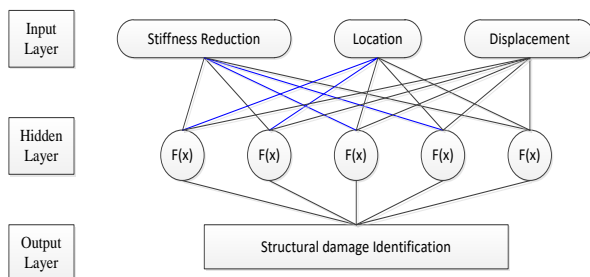 Input
Layer
Stiffness Reduction
Location
Displacement
Hidden
Layer
F(x)
F(x)
F(x)
F(x)
F(x)
Output
Layer
Structural damage Identification